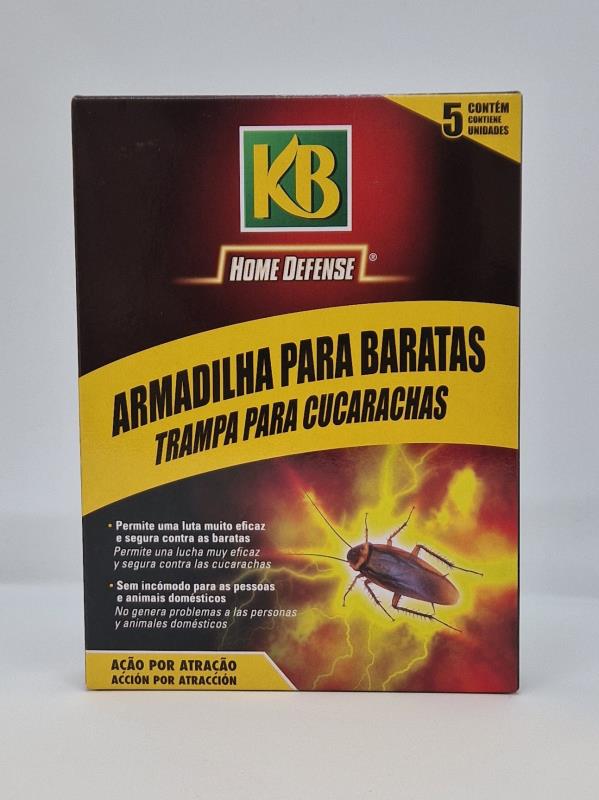 5 CONTÉM
CONTIENE
UNIDADES
KB
HOME DEFENSE®
ARMADILHA PARA BARATAS
TRAMPA PARA CUCARACHAS
• Permite uma luta muito eficaz
e segura contra as baratas
Permite una lucha muy eficaz
y segura contra las cucarachas
• Sem incómodo para as pessoas
e animais domésticos
No genera problemas a las personas
y animales domésticos
AÇÃO POR ATRAÇÃO
ACCIÓN POR ATRACCIÓN